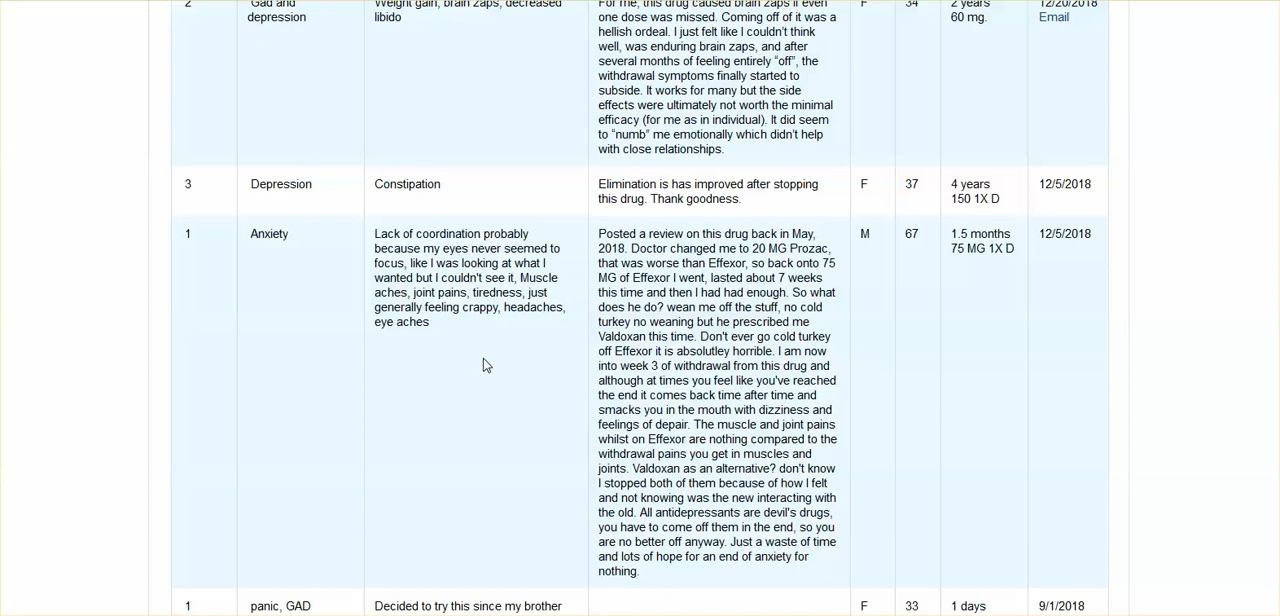 2
Gad and
depression
Weight gain, brain zaps, decreased
libido
For me, this drug caused brain zaps if even
one dose was missed. Coming off of it was a
hellish ordeal. I just felt like I couldn't think
well, was enduring brain zaps, and after
several months of feeling entirely “off”, the
withdrawal symptoms finally started to
subside. It works for many but the side
effects were ultimately not worth the minimal
efficacy (for me as in individual). It did seem
to “numb” me emotionally which didn't help
with close relationships.
F
34
2 years
60 mg.
12/20/2018
Email
3
Depression
Constipation
Elimination is has improved after stopping
this drug. Thank goodness.
F
37
4 years
150 1X D
12/5/2018
1
Anxiety
Lack of coordination probably
because my eyes never seemed to
focus, like I was looking at what I
wanted but I couldn't see it, Muscle
aches, joint pains, tiredness, just
generally feeling crappy, headaches,
eye aches
Posted a review on this drug back in May,
2018. Doctor changed me to 20 MG Prozac,
that was worse than Effexor, so back onto 75
MG of Effexor I went, lasted about 7 weeks
this time and then I had had enough. So what
does he do? wean me off the stuff, no cold
turkey no weaning but he prescribed me
Valdoxan this time. Don't ever go cold turkey
off Effexor it is absolutley horrible. I am now
into week 3 of withdrawal from this drug and
although at times you feel like you've reached
the end it comes back time after time and
smacks you in the mouth with dizziness and
feelings of depair. The muscle and joint pains
whilst on Effexor are nothing compared to the
withdrawal pains you get in muscles and
joints. Valdoxan as an alternative? don't know
I stopped both of them because of how I felt
and not knowing was the new interacting with
the old. All antidepressants are devil's drugs,
you have to come off them in the end, so you
are no better off anyway. Just a waste of time
and lots of hope for an end of anxiety for
nothing.
M
67
1.5 months
75 MG 1X D
12/5/2018
1
panic, GAD
Decided to try this since my brother
F
33
1 days
9/1/2018